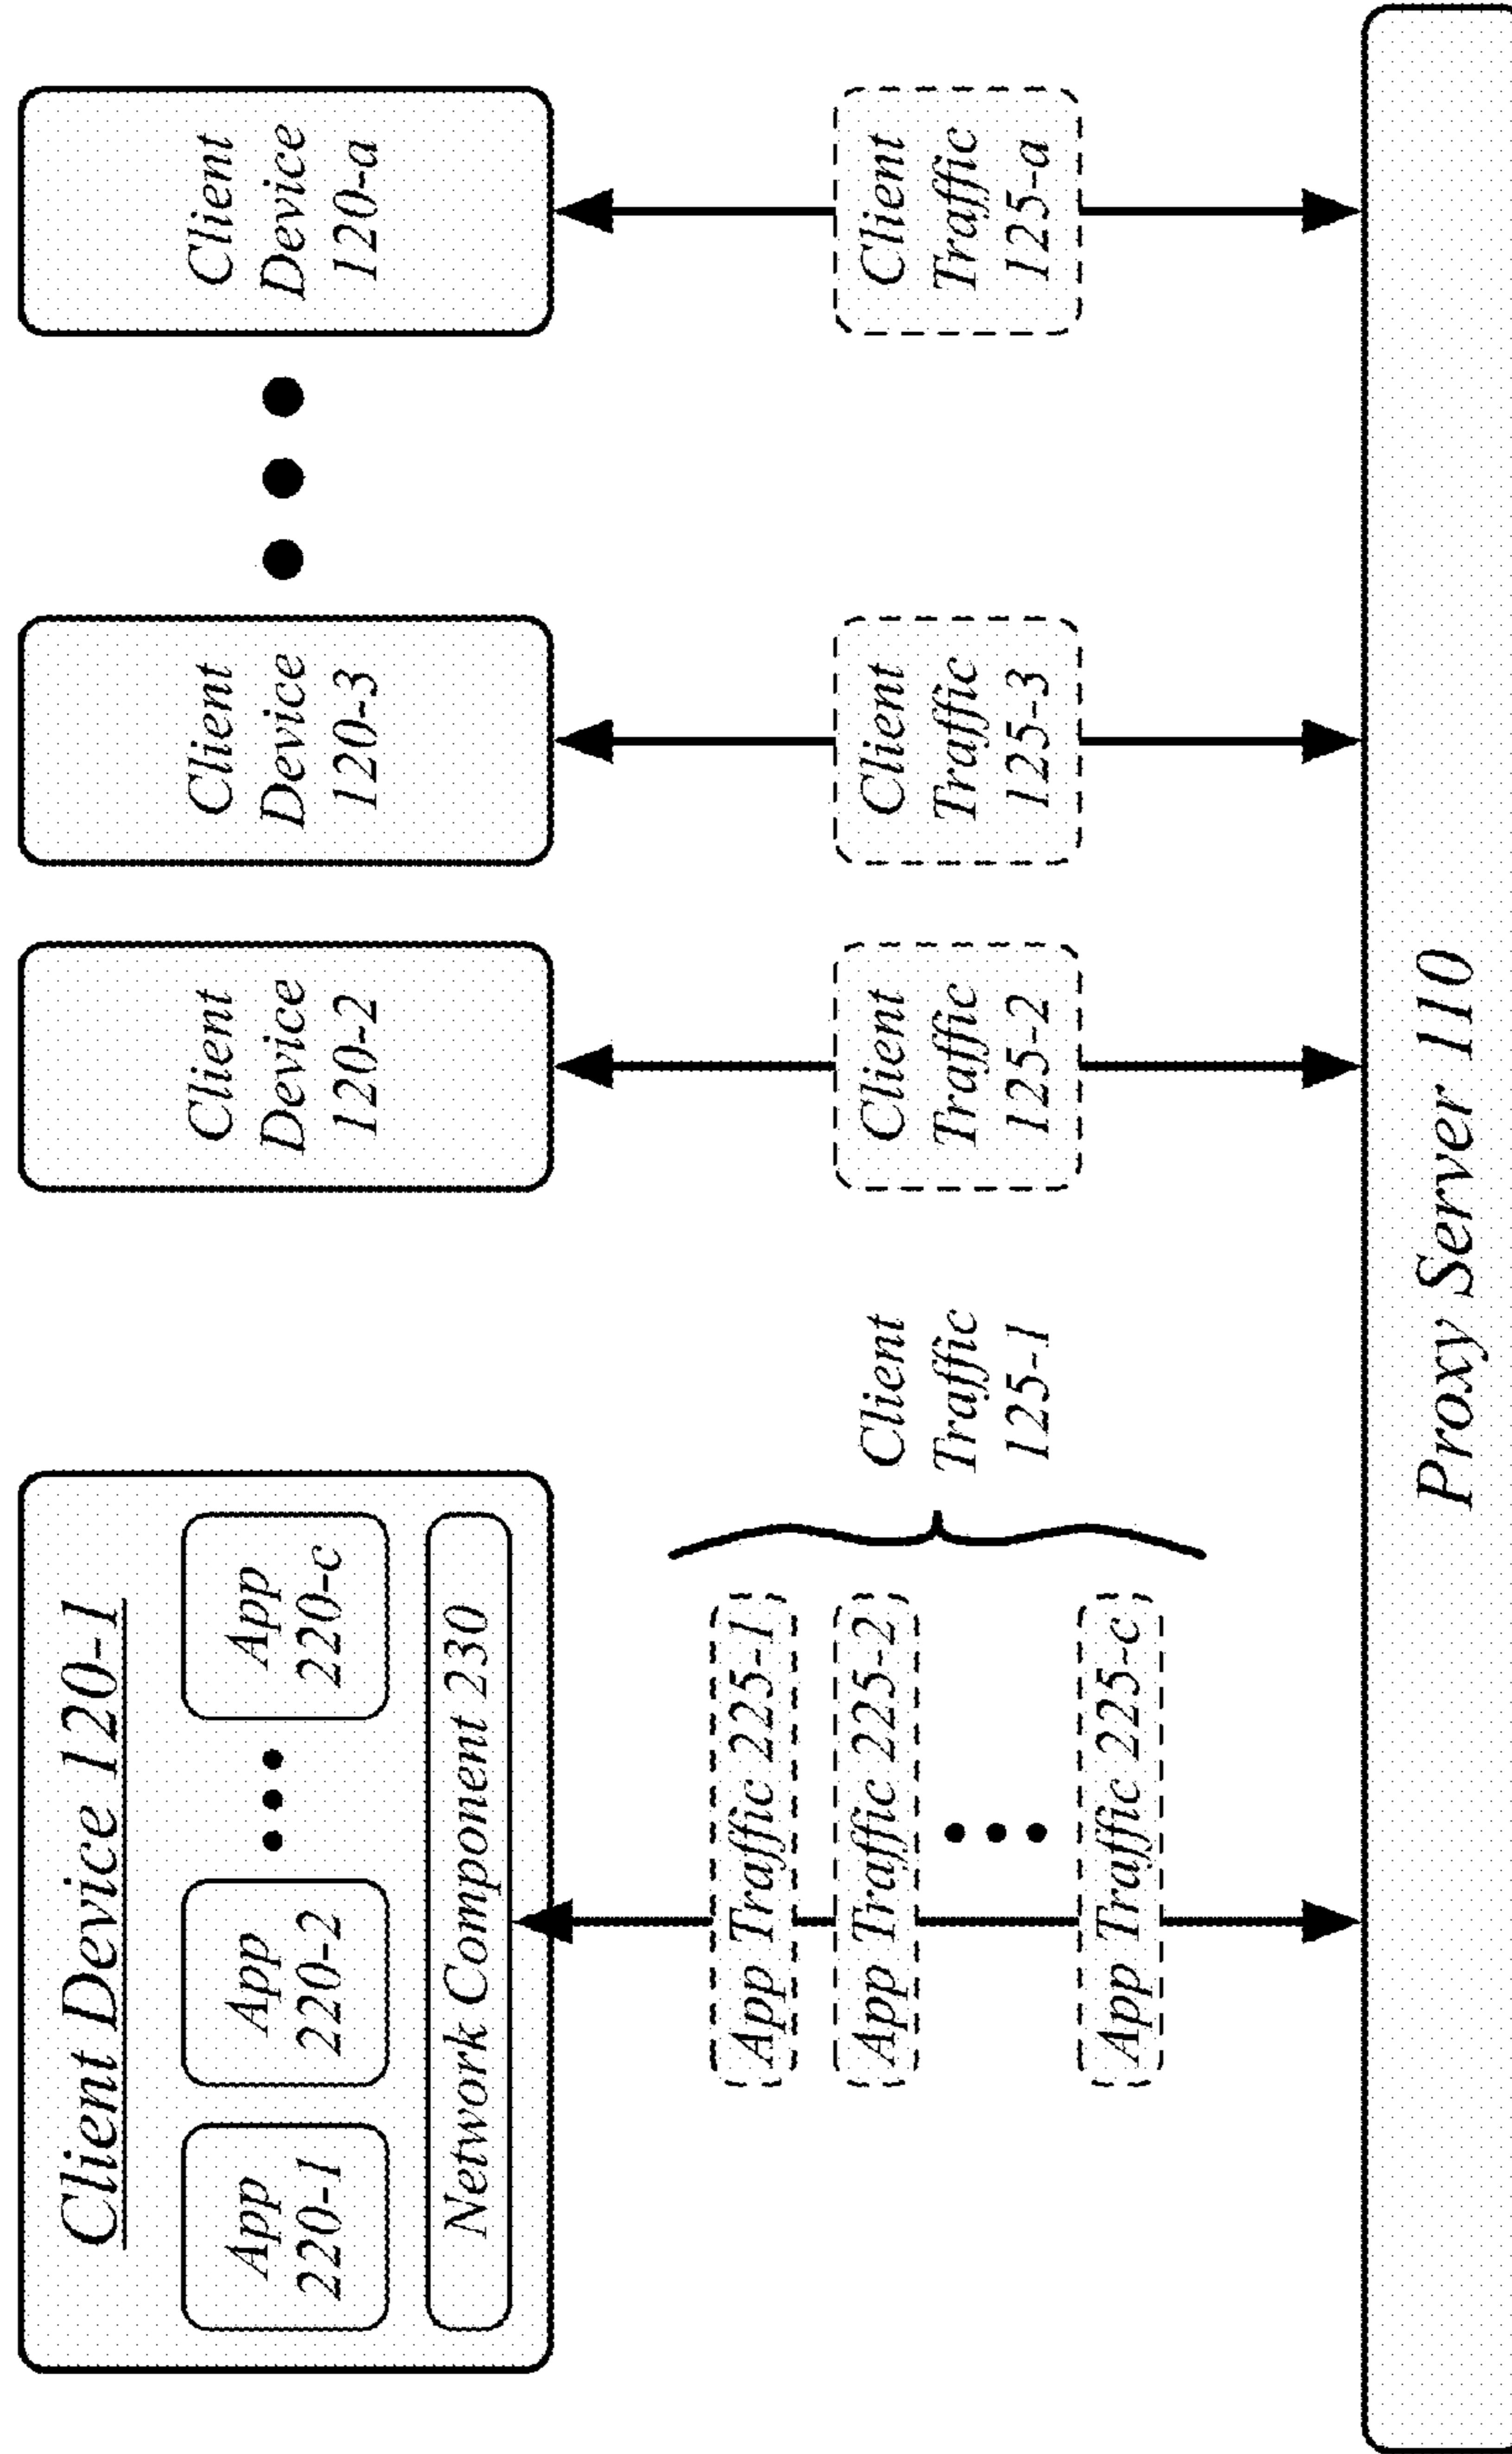 Client Device 120-1
App
220-1
App
220-2
App
220-c
Network Component 230
Client
Device
120-2
Client
Device
120-3
Client
Device
120-a
App Traffic 225-1
App Traffic 225-2
App Traffic 225-c
Client
Traffic
125-1
Client
Traffic
125-2
Client
Traffic
125-3
Client
Traffic
125-a
Proxy Server 110